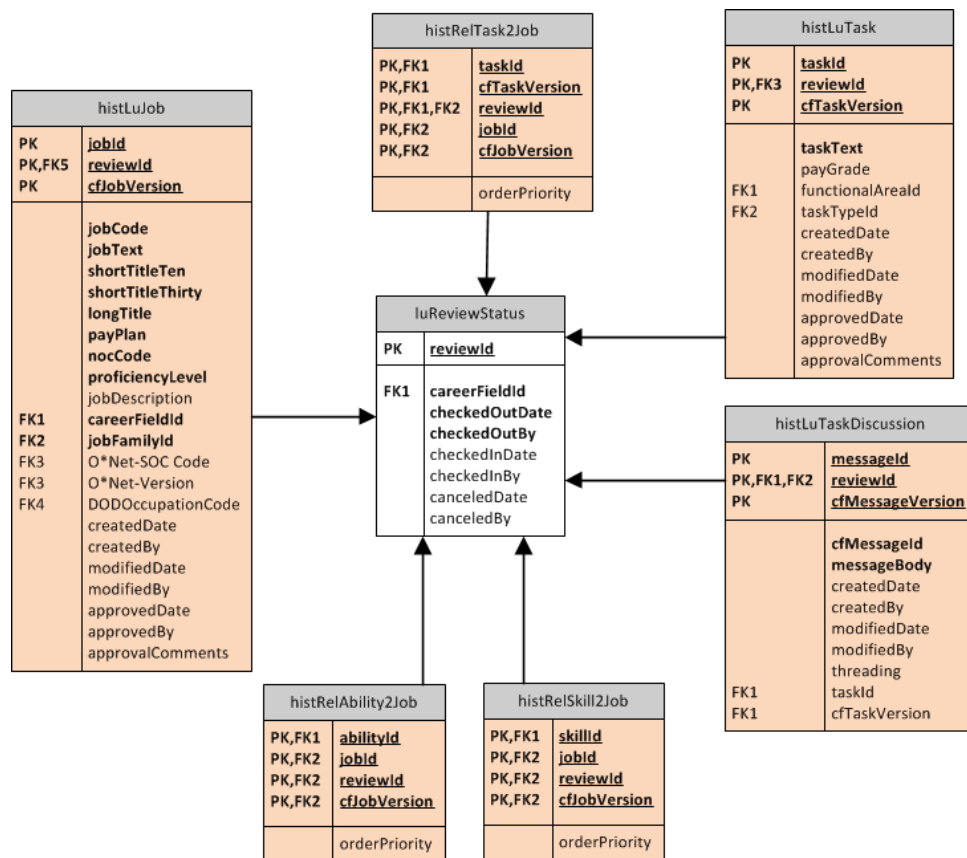 histRelTask2Job
PK,FK1 taskId
PK,FK1 cfTaskVersion
PK,FK1,FK2 reviewId
PK,FK2 jobId
PK,FK2 cfJobVersion
orderPriority
histLuTask
PK taskId
PK,FK3 reviewId
PK cfTaskVersion
taskText
payGrade
FK1 functionalAreaId
FK2 taskTypeId
createdDate
createdBy
modifiedDate
modifiedBy
approvedDate
approvedBy
approvalComments
histLuJob
PK jobId
PK,FK5 reviewId
PK cfJobVersion
jobCode
jobText
shortTitleTen
shortTitleThirty
longTitle
payPlan
nocCode
proficiencyLevel
jobDescription
FK1 careerFieldId
FK2 jobFamilyId
FK3 O*Net-SOC Code
FK3 O*Net-Version
FK4 DODOccupationCode
createdDate
createdBy
modifiedDate
modifiedBy
approvedDate
approvedBy
approvalComments
luReviewStatus
PK reviewId
FK1 careerFieldId
checkedOutDate
checkedOutBy
checkedInDate
checkedInBy
canceledDate
canceledBy
histLuTaskDiscussion
PK messageId
PK,FK1,FK2 reviewId
PK cfMessageVersion
cfMessageId
messageBody
createdDate
createdBy
modifiedDate
modifiedBy
threading
FK1 taskId
FK1 cfTaskVersion
histRelAbility2Job
PK,FK1 abilityId
PK,FK2 jobId
PK,FK2 reviewId
PK,FK2 cfJobVersion
orderPriority
histRelSkill2Job
PK,FK1 skillId
PK,FK2 jobId
PK,FK2 reviewId
PK,FK2 cfJobVersion
orderPriority